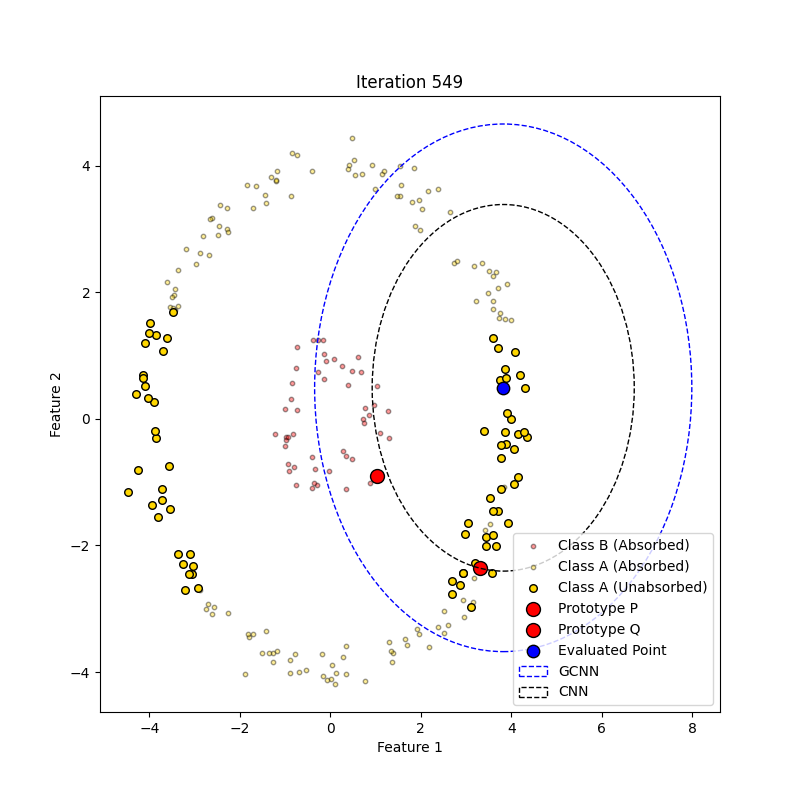 Iteration 549
Feature 2
4
2
0
−2
−4
Class B (Absorbed)
Class A (Absorbed)
Class A (Unabsorbed)
Prototype P
Prototype Q
Evaluated Point
GCNN
CNN
−4
−2
0
2
4
6
8
Feature 1